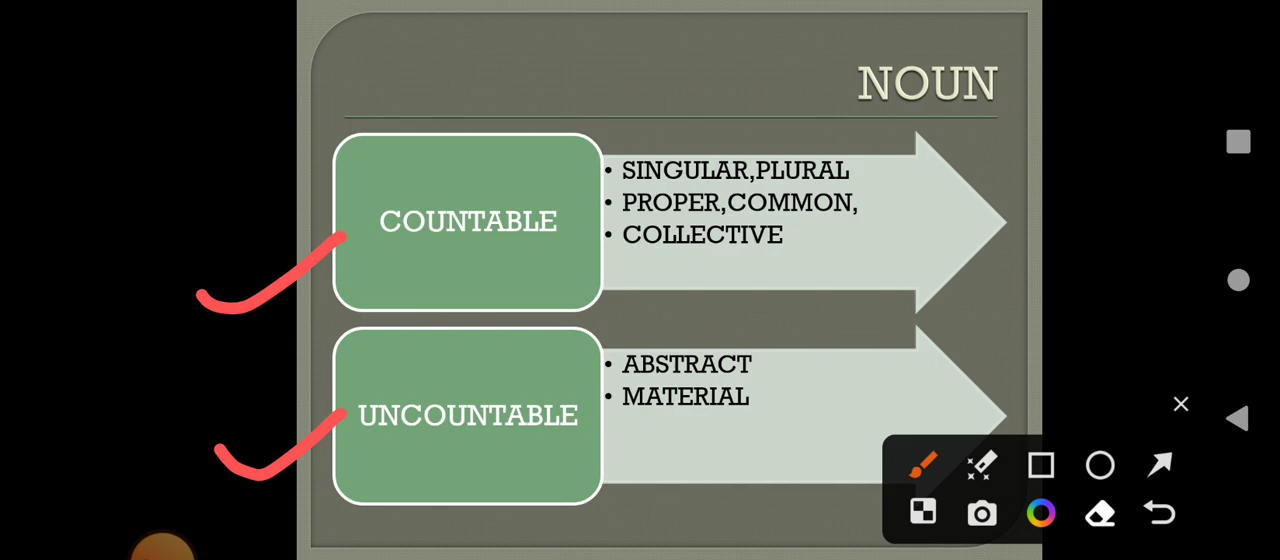 NOUN
COUNTABLE
• SINGULAR,PLURAL
• PROPER,COMMON,
• COLLECTIVE
UNCOUNTABLE
• ABSTRACT
• MATERIAL